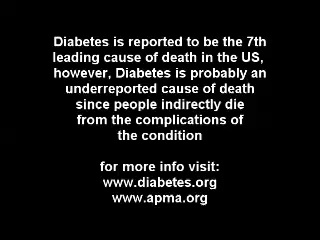 Diabetes is reported to be the 7th
leading cause of death in the US,
however, Diabetes is probably an
underreported cause of death
since people indirectly die
from the complications of
the condition
for more info visit:
www.diabetes.org
www.apma.org